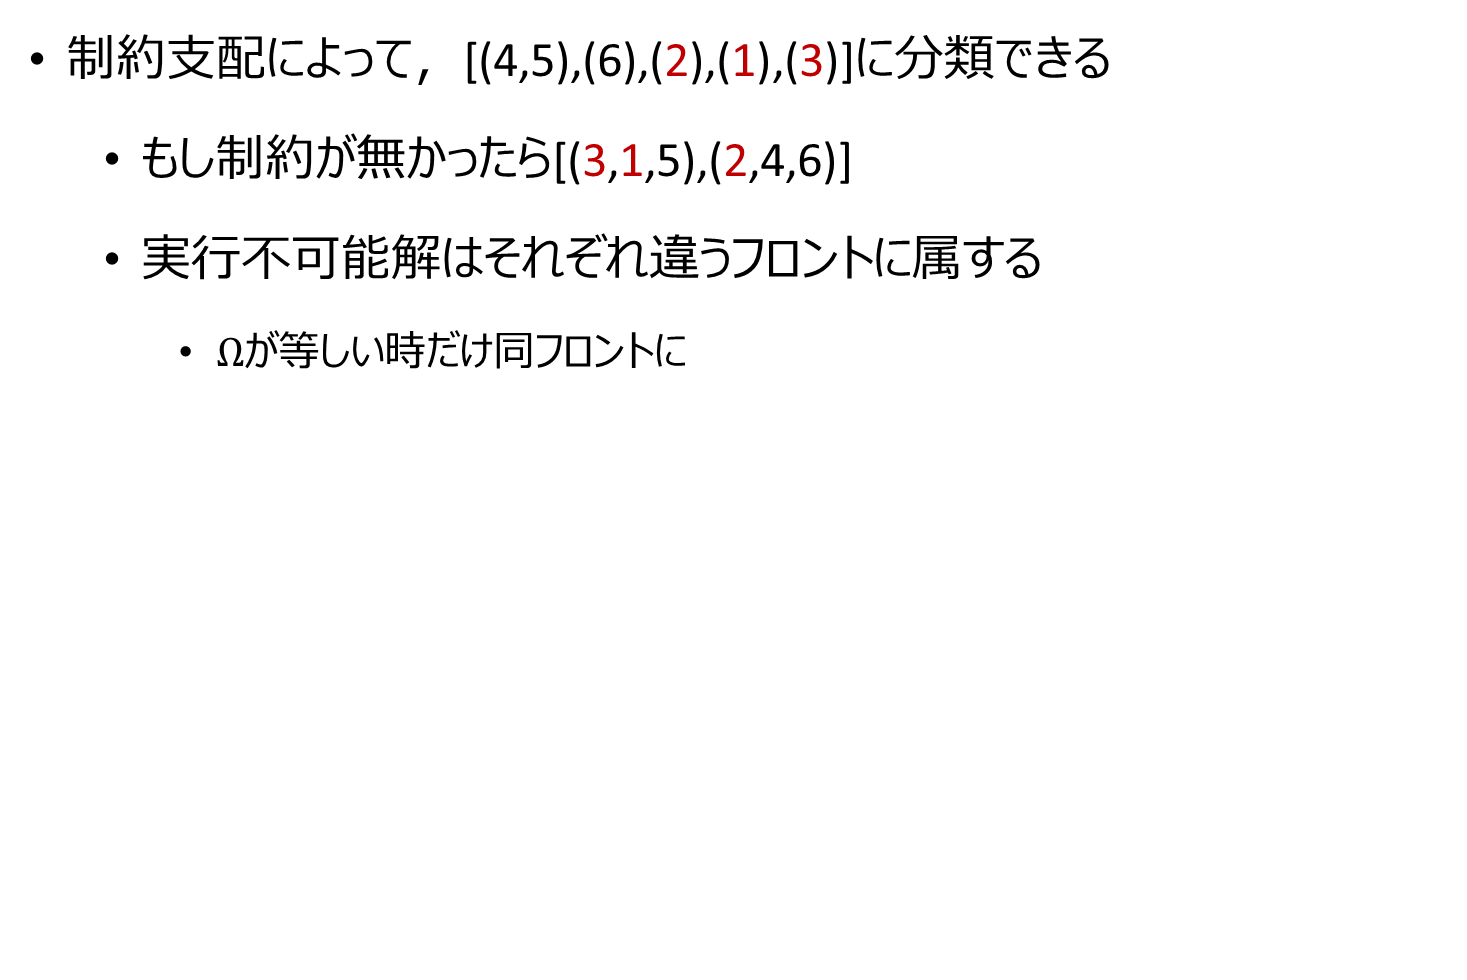 • 制約支配によって，[(4,5),(6),(2),(1),(3)]に分類できる
• もし制約が無かったら[(3,1,5),(2,4,6)]
• 実行不可能解はそれぞれ違うフロントに属する
• Ωが等しい時だけ同フロントに